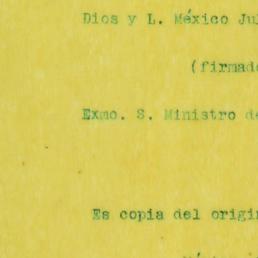 Dios y L. México Ju
(firmad
Exmo. S. Ministro d
Es copia del origi